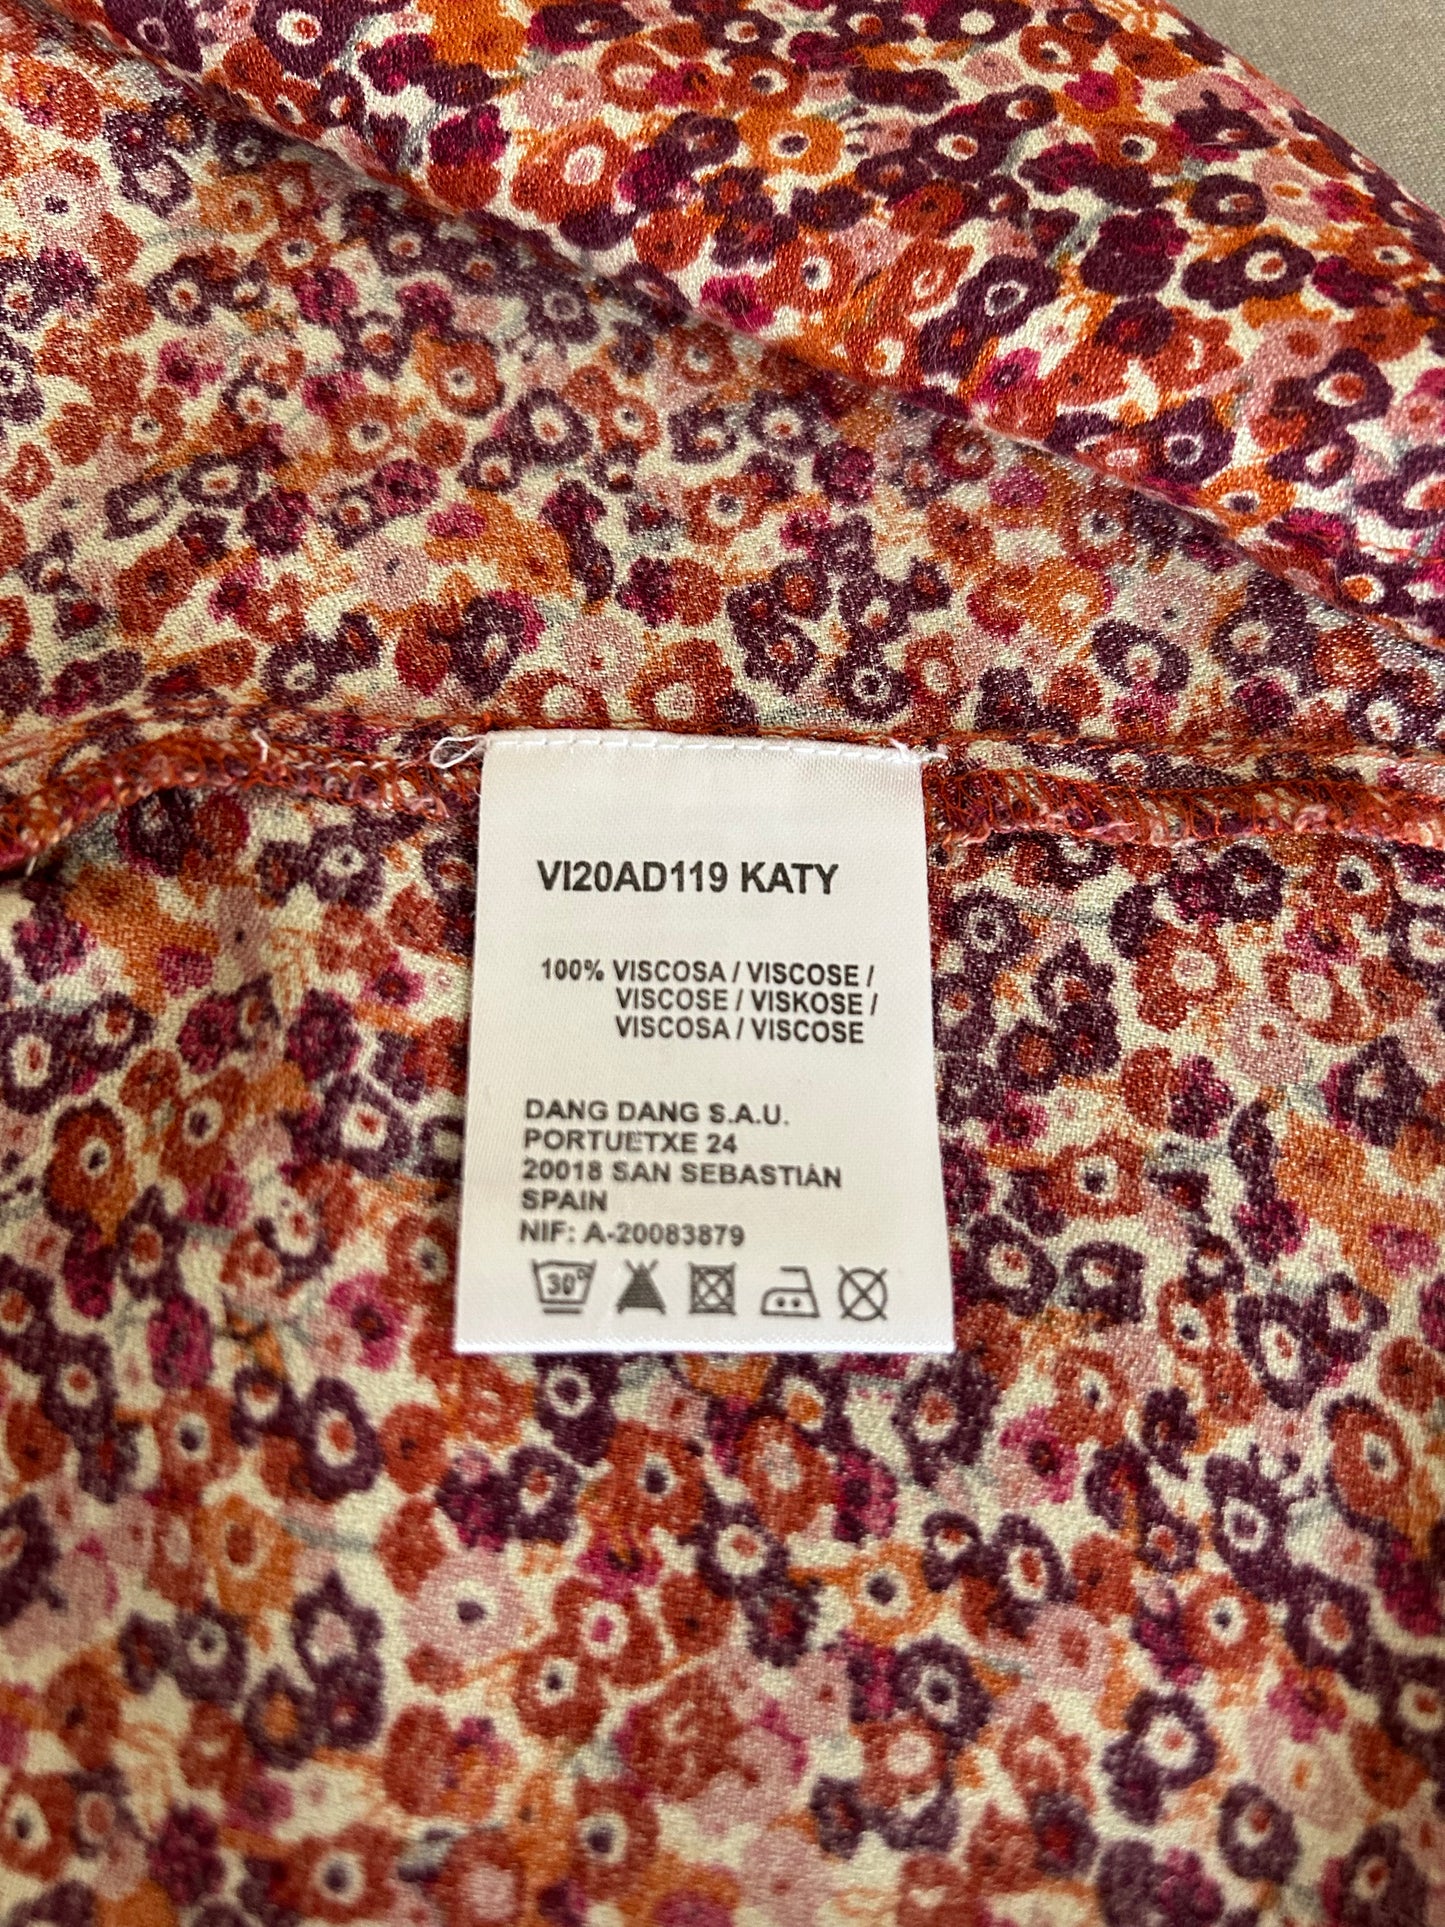 VI20AD119 KATY
100% VISCOSA / VISCOSE /
VISCOSE / VISKOSE /
VISCOSA / VISCOSE
DANG DANG S.A.U.
PORTUETXE 24
20018 SAN SEBASTIÁN
SPAIN
NIF: A-20083879
30°